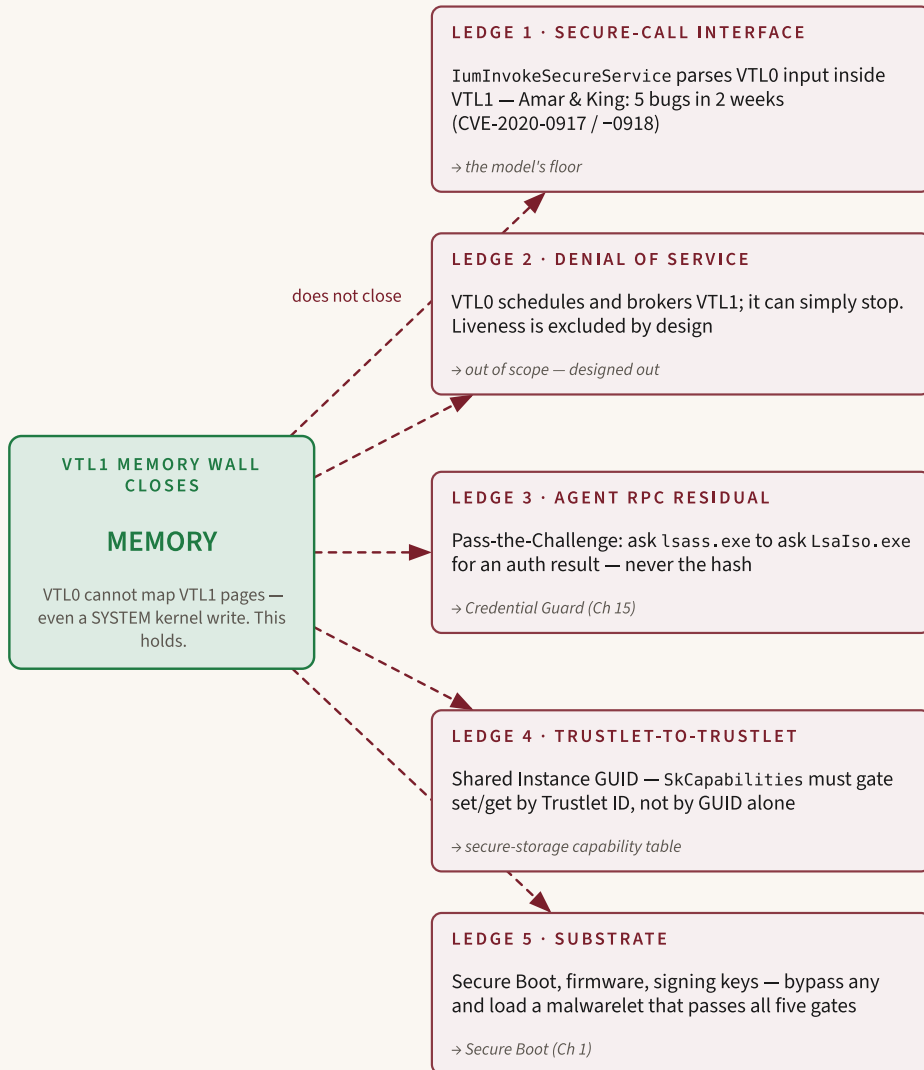 LEDGE 1 · SECURE-CALL INTERFACE
IumInvokeSecureService parses VTL0 input inside
VTL1 — Amar & King: 5 bugs in 2 weeks
(CVE-2020-0917 / −0918)
→ the model's floor
does not close
LEDGE 2 · DENIAL OF SERVICE
VTL0 schedules and brokers VTL1; it can simply stop.
Liveness is excluded by design
→ out of scope — designed out
VTL1 MEMORY WALL
CLOSES
MEMORY
VTL0 cannot map VTL1 pages —
even a SYSTEM kernel write. This
holds.
LEDGE 3 · AGENT RPC RESIDUAL
Pass-the-Challenge: ask lsass.exe to ask LsaIso.exe
for an auth result — never the hash
→ Credential Guard (Ch 15)
LEDGE 4 · TRUSTLET-TO-TRUSTLET
Shared Instance GUID — SkCapabilities must gate
set/get by Trustlet ID, not by GUID alone
→ secure-storage capability table
LEDGE 5 · SUBSTRATE
Secure Boot, firmware, signing keys — bypass any
and load a malwarelet that passes all five gates
→ Secure Boot (Ch 1)